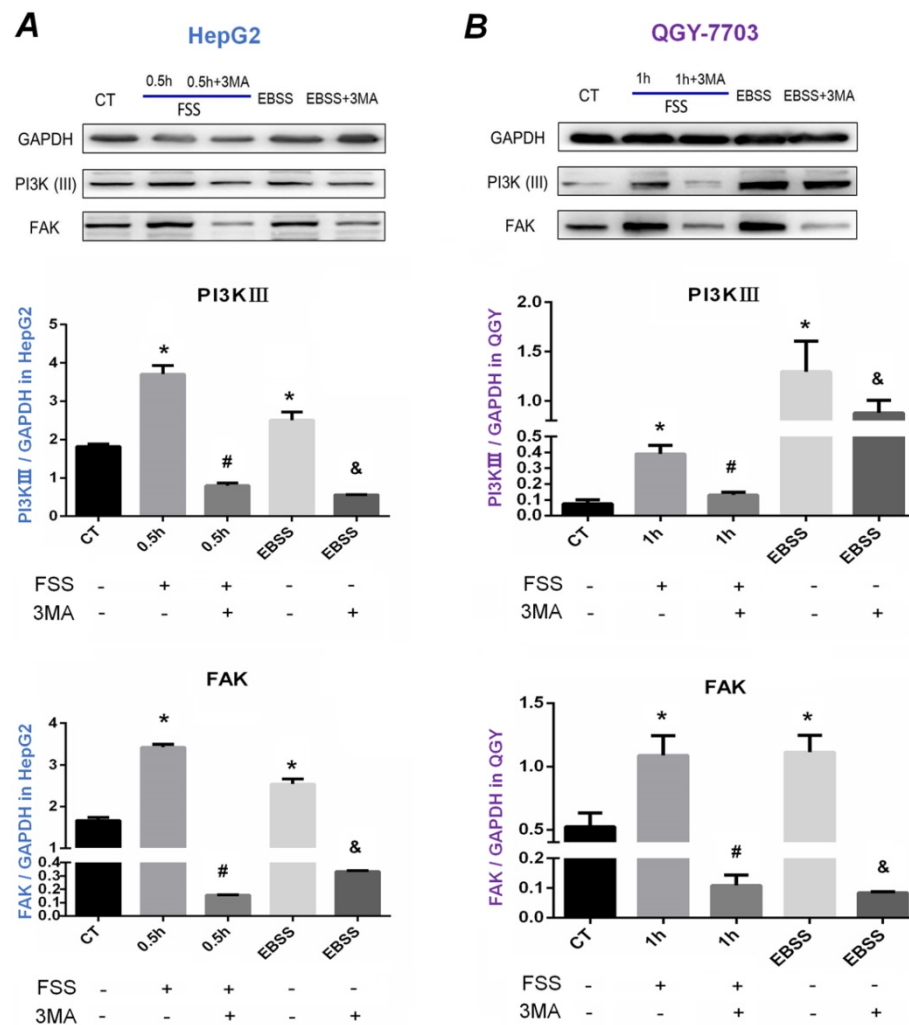 A
HepG2
CT 0.5h 0.5h+3MA EBSS EBSS+3MA
FSS
GAPDH
PI3K (III)
FAK
PI3KⅢ
PI3KⅢ / GAPDH in HepG2
5
4
3
2
1
0
* # * &
CT 0.5h 0.5h EBSS EBSS
FSS - + + - -
3MA - - + - +
FAK
FAK / GAPDH in HepG2
4
3
2
1
0.4
0.3
0.2
0.1
0.0
* # * &
CT 0.5h 0.5h EBSS EBSS
FSS - + + - -
3MA - - + - +
B
QGY-7703
CT 1h 1h+3MA EBSS EBSS+3MA
FSS
GAPDH
PI3K (III)
FAK
PI3KⅢ
PI3KⅢ / GAPDH in QGY
2.0
1.5
1.0
0.5
0.4
0.3
0.2
0.1
0.0
* # * &
CT 1h 1h EBSS EBSS
FSS - + + - -
3MA - - + - +
FAK
FAK / GAPDH in QGY
1.5
1.0
0.5
0.2
0.1
0.0
* # * &
CT 1h 1h EBSS EBSS
FSS - + + - -
3MA - - + - +